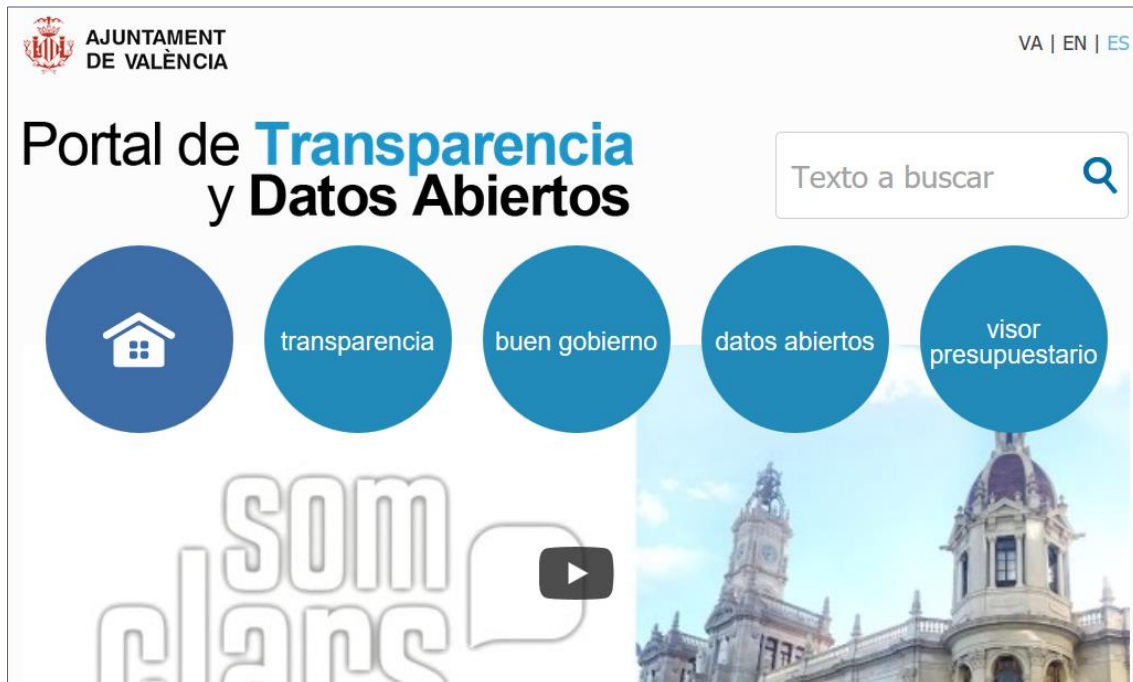 AJUNTAMENT
DE VALÈNCIA
VA | EN | ES
Portal de Transparencia
y Datos Abiertos
Texto a buscar
transparencia
buen gobierno
datos abiertos
visor
presupuestario
som
clars